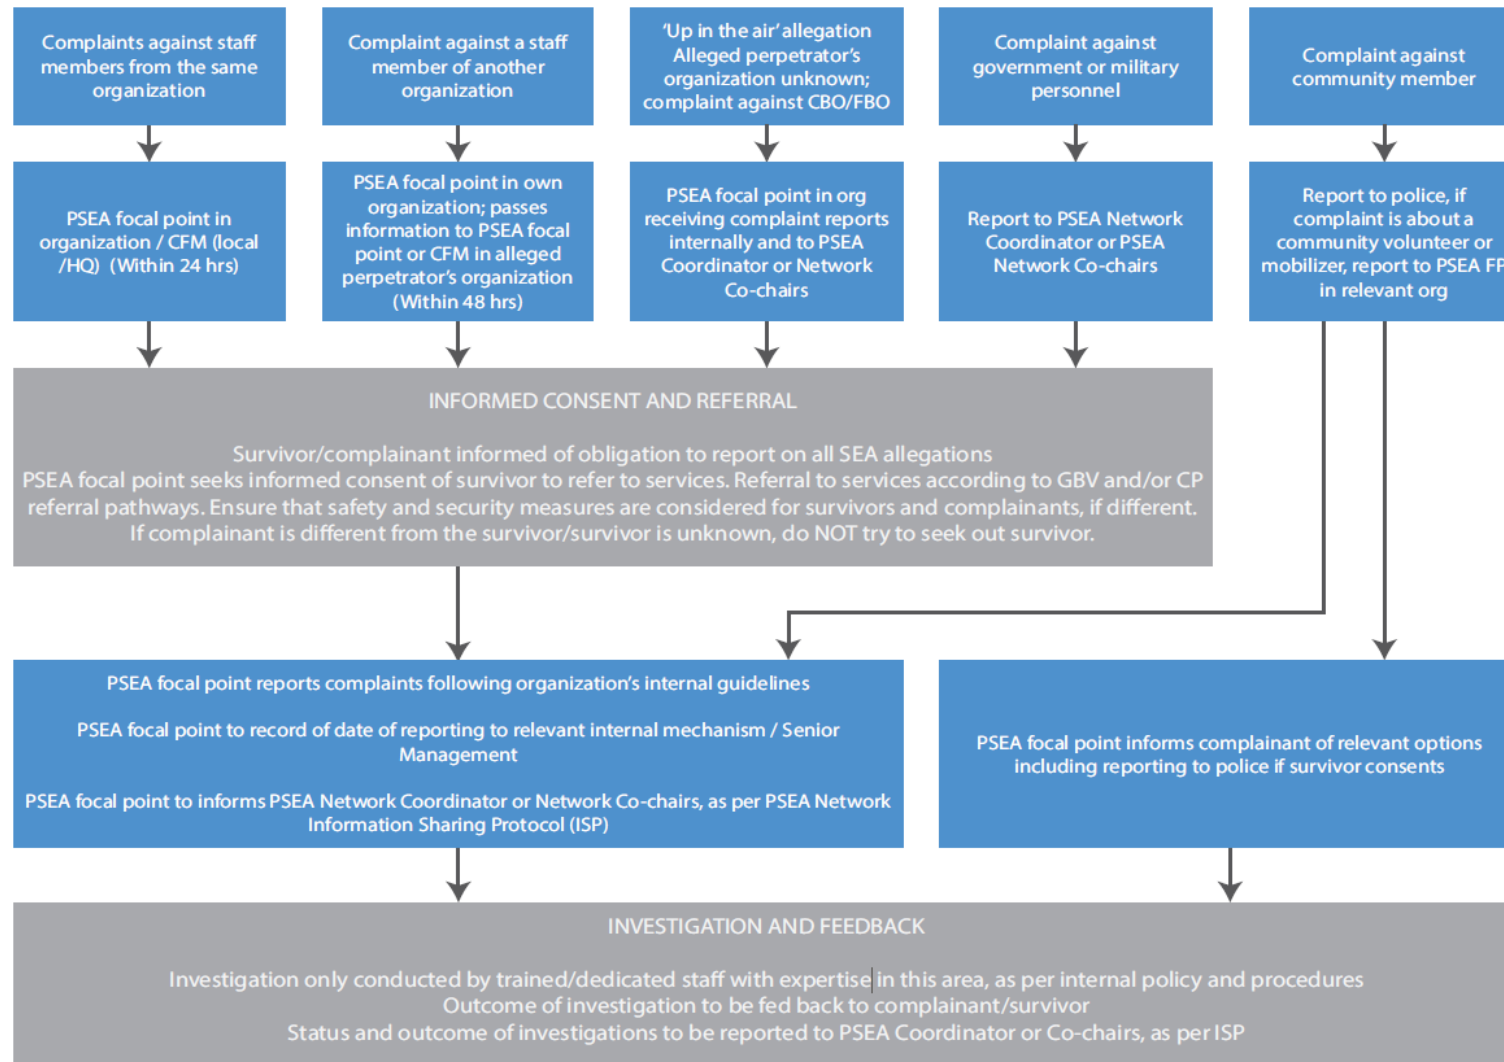 Complaints against staff
members from the same
organization
Complaint against a staff
member of another
organization
‘Up in the air’ allegation
Alleged perpetrator’s
organization unknown;
complaint against CBO/FBO
Complaint against
government or military
personnel
Complaint against
community member
PSEA focal point in
organization / CFM (local
/HQ) (Within 24 hrs)
PSEA focal point in own
organization; passes
information to PSEA focal
point or CFM in alleged
perpetrator’s organization
(Within 48 hrs)
PSEA focal point in org
receiving complaint reports
internally and to PSEA
Coordinator or Network
Co-chairs
Report to PSEA Network
Coordinator or PSEA
Network Co-chairs
Report to police, if
complaint is about a
community volunteer or
mobilizer, report to PSEA FP
in relevant org
INFORMED CONSENT AND REFERRAL
Survivor/complainant informed of obligation to report on all SEA allegations
PSEA focal point seeks informed consent of survivor to refer to services. Referral to services according to GBV and/or CP
referral pathways. Ensure that safety and security measures are considered for survivors and complainants, if different.
If complainant is different from the survivor/survivor is unknown, do NOT try to seek out survivor.
PSEA focal point reports complaints following organization’s internal guidelines
PSEA focal point to record of date of reporting to relevant internal mechanism / Senior
Management
PSEA focal point to informs PSEA Network Coordinator or Network Co-chairs, as per PSEA Network
Information Sharing Protocol (ISP)
PSEA focal point informs complainant of relevant options
including reporting to police if survivor consents
INVESTIGATION AND FEEDBACK
Investigation only conducted by trained/dedicated staff with expertise in this area, as per internal policy and procedures
Outcome of investigation to be fed back to complainant/survivor
Status and outcome of investigations to be reported to PSEA Coordinator or Co-chairs, as per ISP